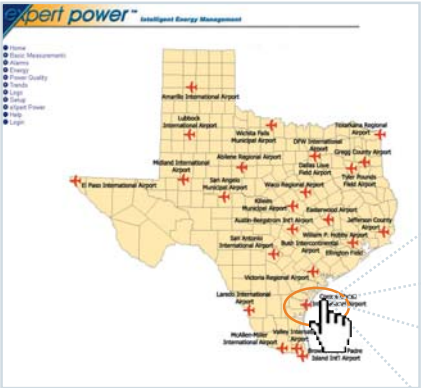 expert power™ Intelligent Energy Management
Home
Basic Measurements
Alarms
Energy
Power Quality
Trends
Logs
Setup
eXpert Power
Help
Login
Amarillo International Airport
Lubbock
International Airport
Wichita Falls
Municipal Airport
Texarkana Regional
Airport
DFW International
Airport
Gregg County Airport
Abilene Regional Airport
Dallas Love
Field Airport
Midland International
Airport
Tyler Pounds
Field Airport
El Paso International Airport
San Angelo
Municipal Airport
Waco Regional Airport
Killeen
Municipal Airport
Easterwood Airport
Austin-Bergstrom Int'l Airport
Jefferson County
Airport
William P. Hobby Airport
San Antonio
International Airport
Bush Intercontinental
Airport
Ellington Field
Victoria Regional Airport
Laredo International
Airport
Airport
McAllen-Miller
International Airport
Valley
Padre
Island Int'l Airport